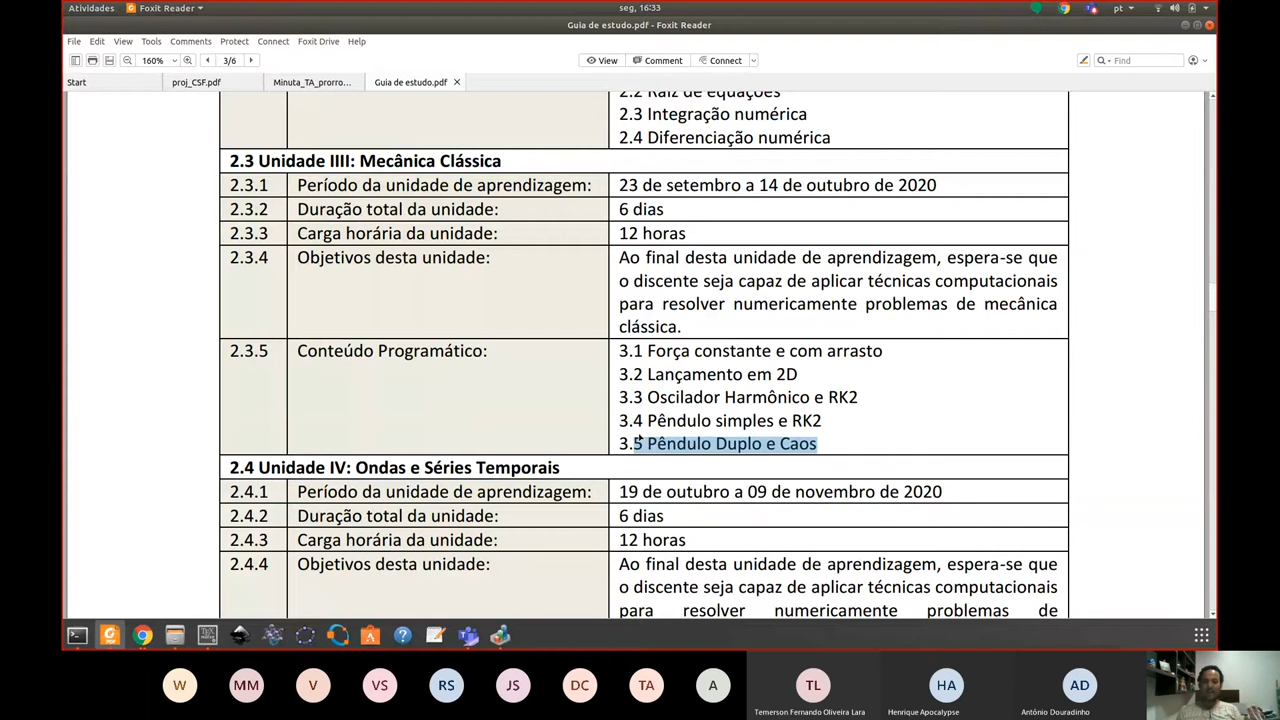 Atividades
Foxit Reader
seg, 16:33
pt
Guia de estudo.pdf - Foxit Reader
File Edit View Tools Comments Protect Connect Foxit Drive Help
160% 3/6 View Comment Connect Find
Start proj_CSF.pdf Minuta_TA_prorro... Guia de estudo.pdf
2.2 Raiz de equações
2.3 Integração numérica
2.4 Diferenciação numérica
2.3 Unidade IIII: Mecânica Clássica
2.3.1 Período da unidade de aprendizagem: 23 de setembro a 14 de outubro de 2020
2.3.2 Duração total da unidade: 6 dias
2.3.3 Carga horária da unidade: 12 horas
2.3.4 Objetivos desta unidade: Ao final desta unidade de aprendizagem, espera-se que
o discente seja capaz de aplicar técnicas computacionais
para resolver numericamente problemas de mecânica
clássica.
2.3.5 Conteúdo Programático: 3.1 Força constante e com arrasto
3.2 Lançamento em 2D
3.3 Oscilador Harmônico e RK2
3.4 Pêndulo simples e RK2
3.5 Pêndulo Duplo e Caos
2.4 Unidade IV: Ondas e Séries Temporais
2.4.1 Período da unidade de aprendizagem: 19 de outubro a 09 de novembro de 2020
2.4.2 Duração total da unidade: 6 dias
2.4.3 Carga horária da unidade: 12 horas
2.4.4 Objetivos desta unidade: Ao final desta unidade de aprendizagem, espera-se que
o discente seja capaz de aplicar técnicas computacionais
para resolver numericamente problemas de
W MM V VS RS JS DC TA A TL HA AD
Temerson Fernando Oliveira Lara Henrique Apocalypse Antônio Douradinho